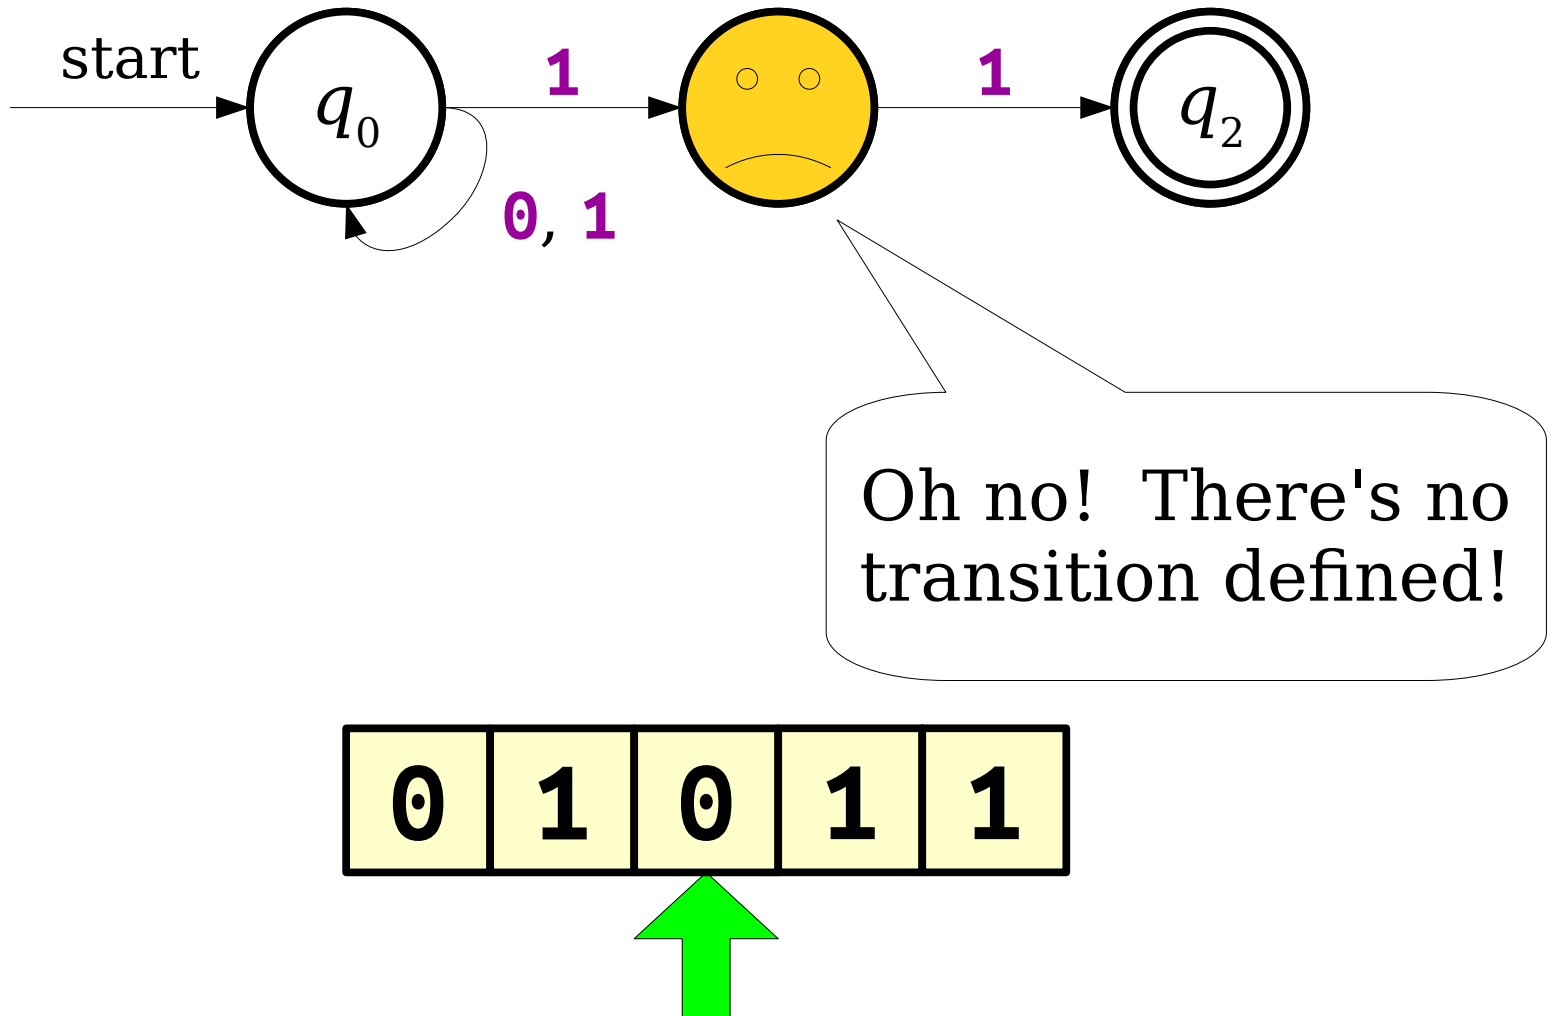 start
q0
1
1
q2
0, 1
Oh no! There's no
transition defined!
0 1 0 1 1